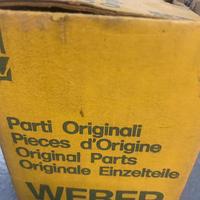 Parti Originali
Pieces d'Origine
Original Parts
Originale Einzelteile
WEBER